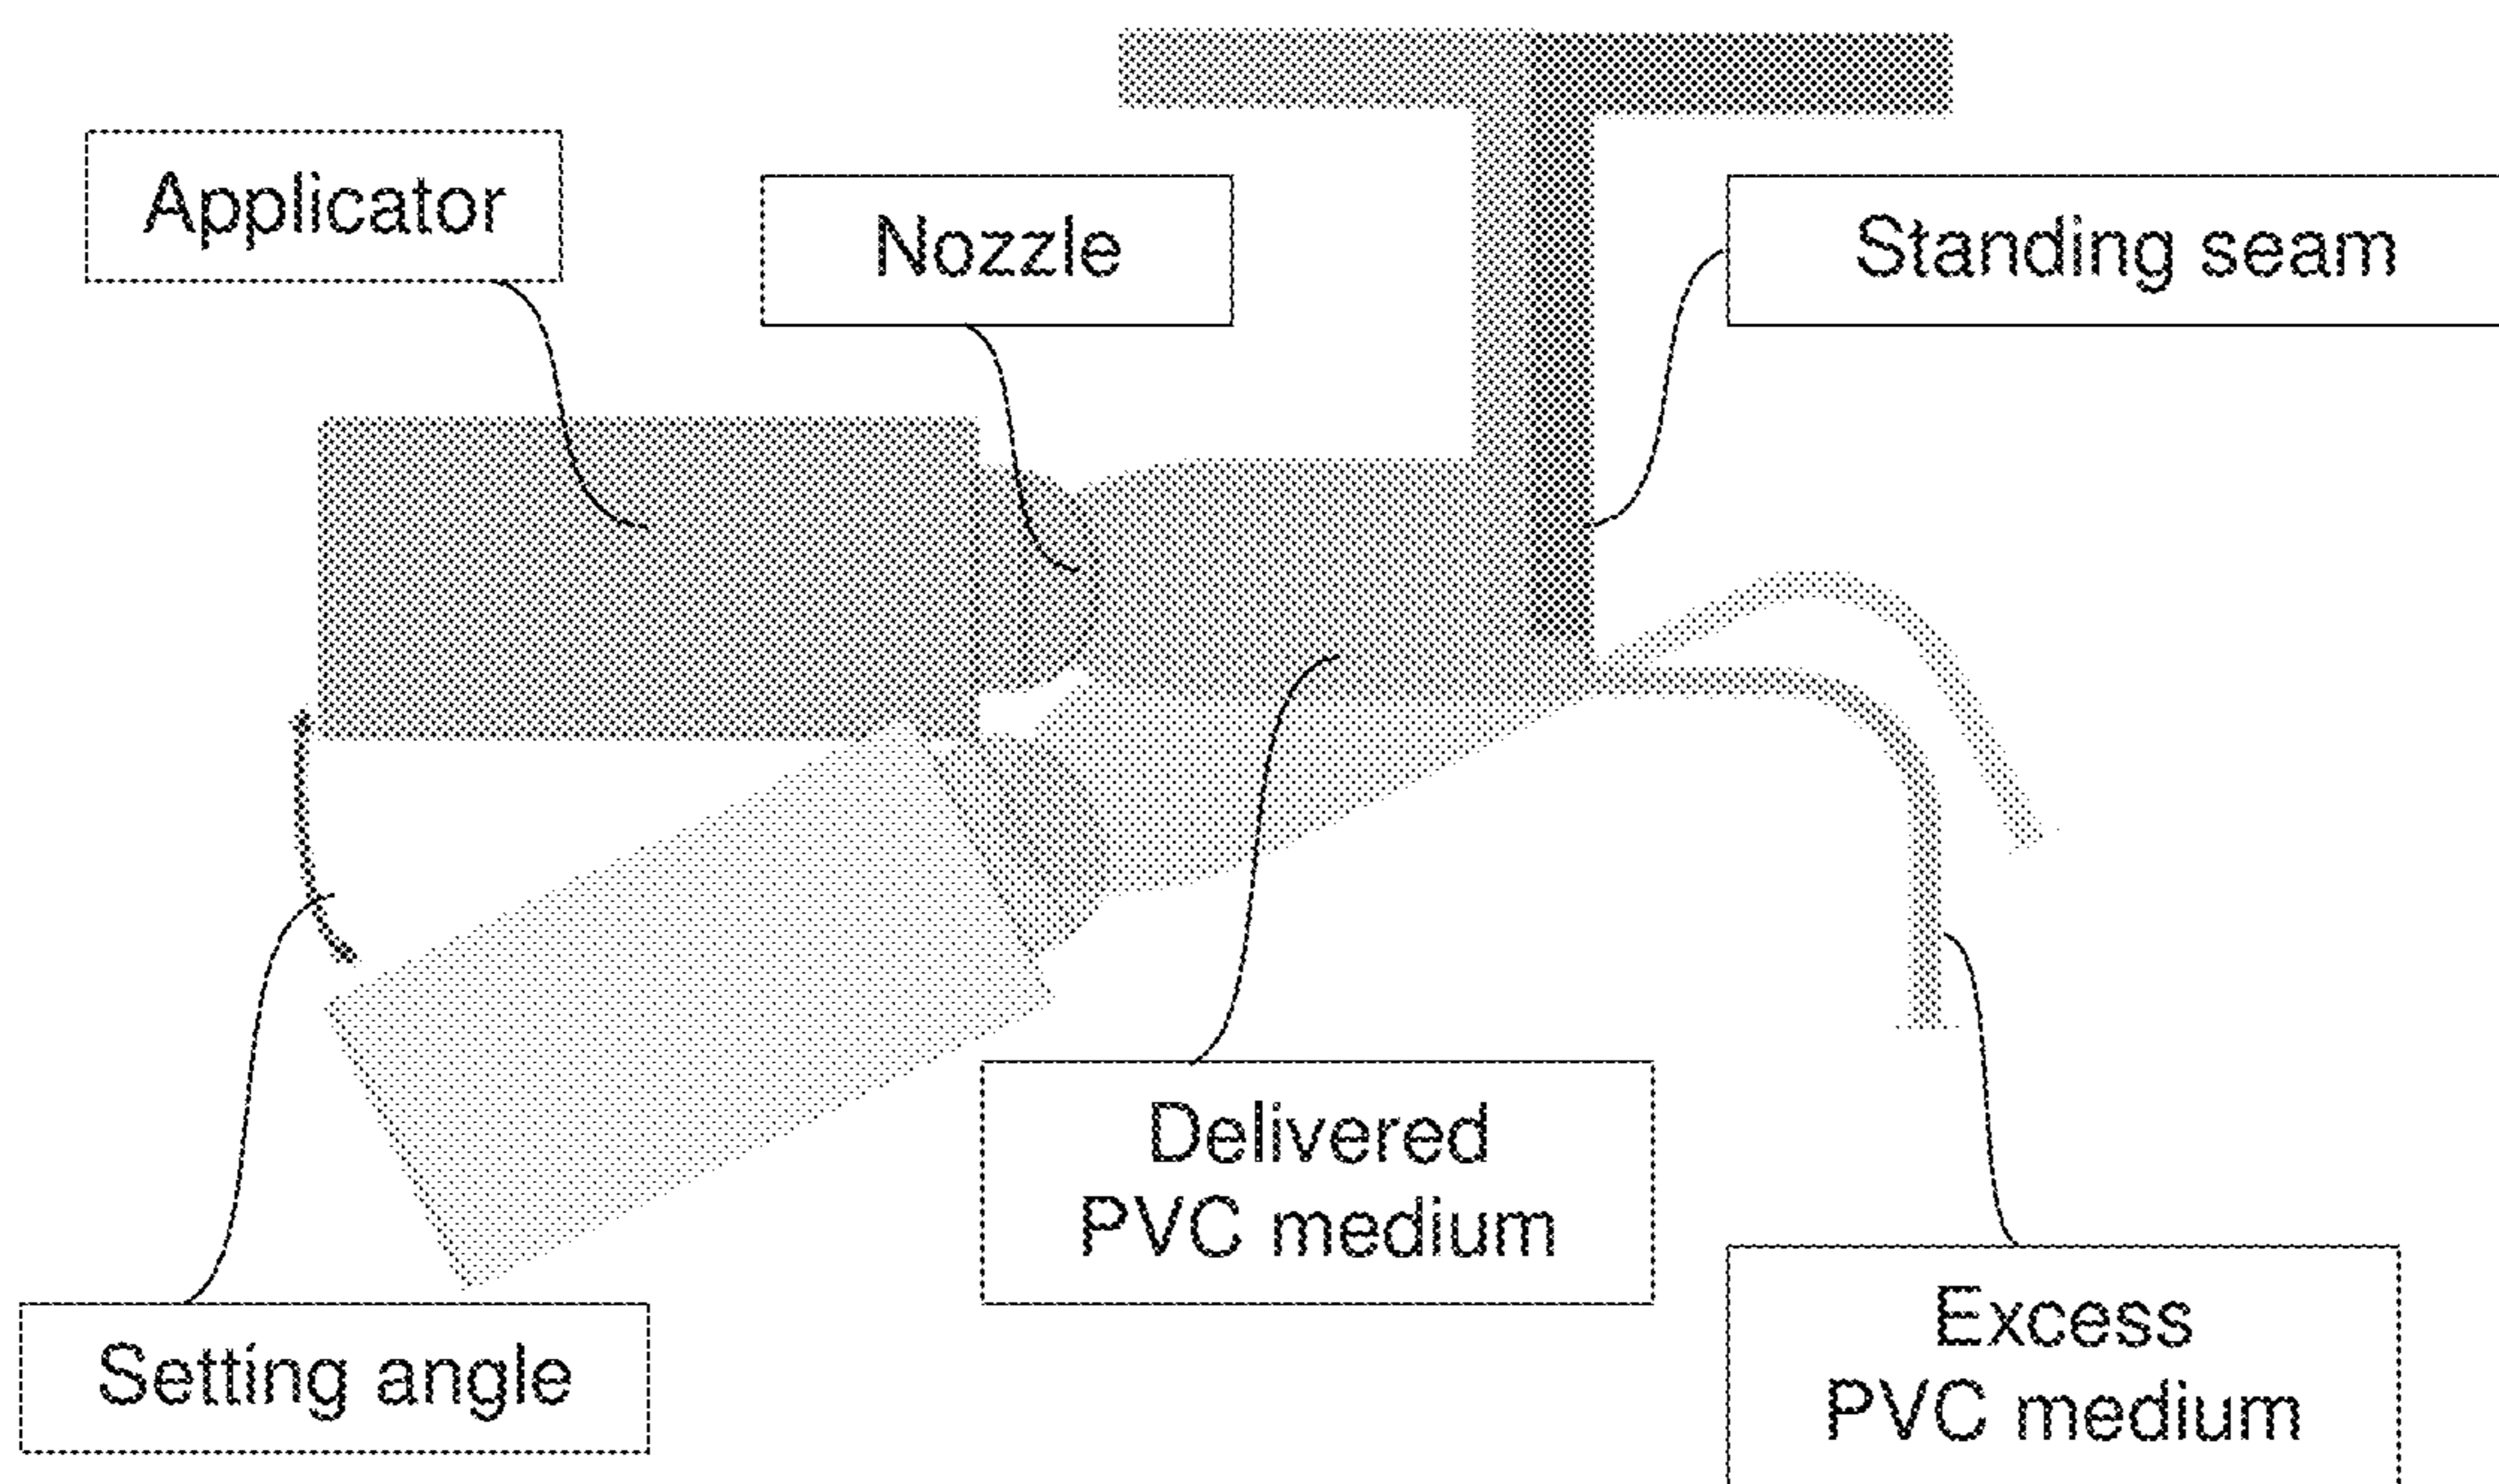 Applicator
Nozzle
Standing seam
Delivered
PVC medium
Excess
PVC medium
Setting angle